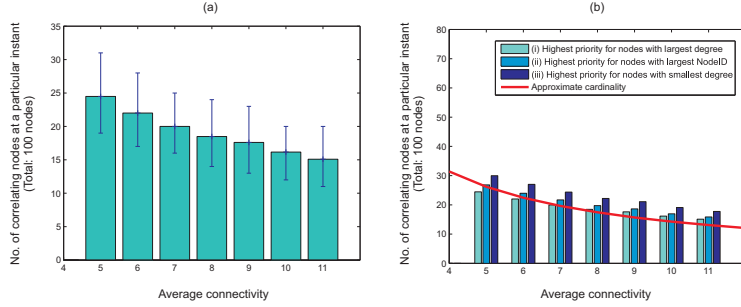 (a)
No. of correlating nodes at a particular instant
(Total: 100 nodes)
35
30
25
20
15
10
5
0
4 5 6 7 8 9 10 11
Average connectivity
(b)
No. of correlating nodes at a particular instant
(Total: 100 nodes)
80
70
60
50
40
30
20
10
0
(i) Highest priority for nodes with largest degree
(ii) Highest priority for nodes with largest NodeID
(iii) Highest priority for nodes with smallest degree
Approximate cardinality
4 5 6 7 8 9 10 11
Average connectivity